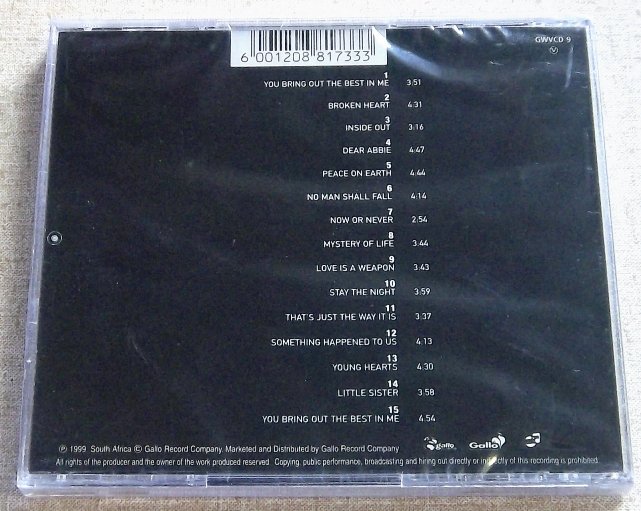 6 001208 817333
GWVCD 9
V
1
YOU BRING OUT THE BEST IN ME 3:51
2
BROKEN HEART 4:31
3
INSIDE OUT 3:16
4
DEAR ABBIE 4:47
5
PEACE ON EARTH 4:44
6
NO MAN SHALL FALL 4:14
7
NOW OR NEVER 2:54
8
MYSTERY OF LIFE 3:44
9
LOVE IS A WEAPON 3:43
10
STAY THE NIGHT 3:59
11
THAT'S JUST THE WAY IT IS 3:37
12
SOMETHING HAPPENED TO US 4:13
13
YOUNG HEARTS 4:30
14
LITTLE SISTER 3:58
15
YOU BRING OUT THE BEST IN ME 4:54
℗ 1999 South Africa © Gallo Record Company. Marketed and Distributed by Gallo Record Company
gallo
Gallo
All rights of the producer and the owner of the work produced reserved. Copying, public performance, broadcasting and hiring out directly or indirectly of this recording is prohibited.